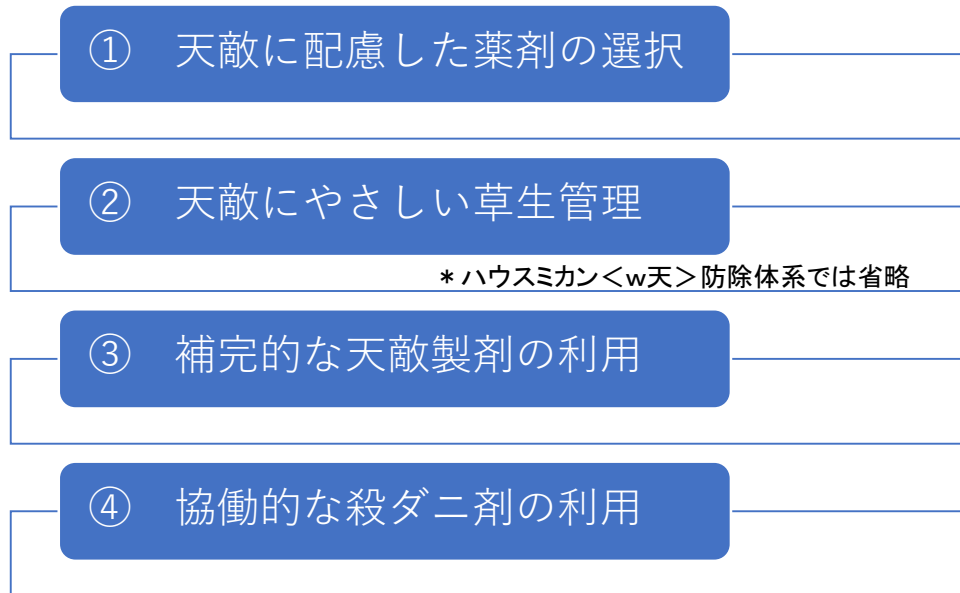 ① 天敵に配慮した薬剤の選択
② 天敵にやさしい草生管理
＊ハウスミカン＜w天＞防除体系では省略
③ 補完的な天敵製剤の利用
④ 協働的な殺ダニ剤の利用